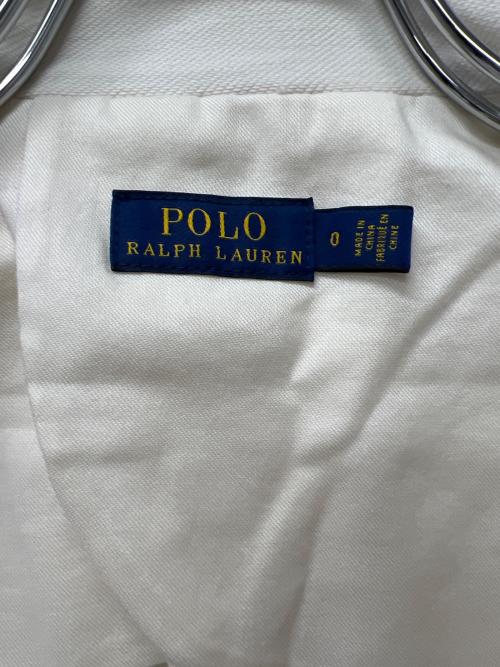 POLO
RALPH LAUREN
0
MADE IN
CHINA
FABRIQUÉ EN
CHINE